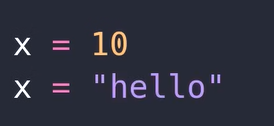 x = 10
x = "hello"